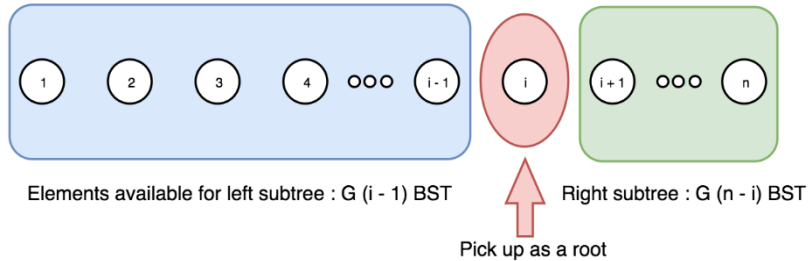 1 2 3 4 i - 1 i i + 1 n
Elements available for left subtree : G (i - 1) BST Right subtree : G (n - i) BST
Pick up as a root